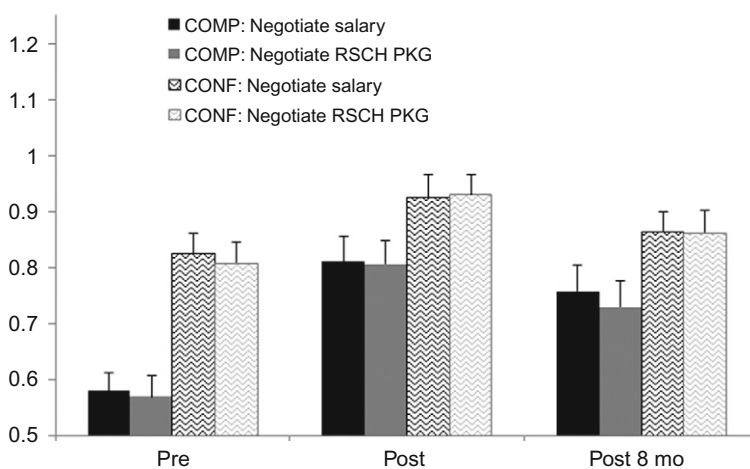 COMP: Negotiate salary
COMP: Negotiate RSCH PKG
CONF: Negotiate salary
CONF: Negotiate RSCH PKG
1.2
1.1
1
0.9
0.8
0.7
0.6
0.5
Pre
Post
Post 8 mo